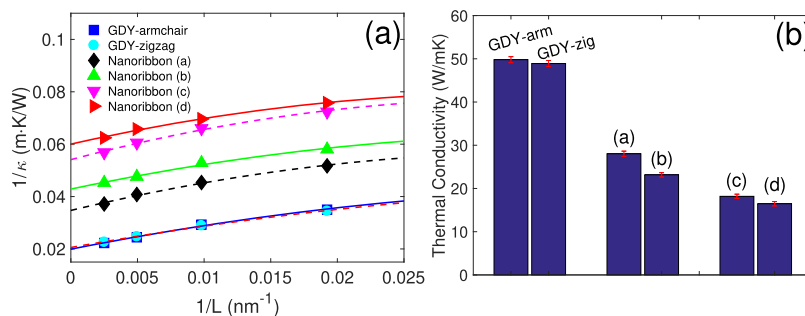 (a)
GDY-armchair
GDY-zigzag
Nanoribbon (a)
Nanoribbon (b)
Nanoribbon (c)
Nanoribbon (d)
0.1
0.08
0.06
0.04
0.02
1/κ (m·K/W)
0
0.005
0.01
0.015
0.02
0.025
1/L (nm⁻¹)
(b)
GDY-arm
GDY-zig
(a)
(b)
(c)
(d)
60
50
40
30
20
10
0
Thermal Conductivity (W/mK)